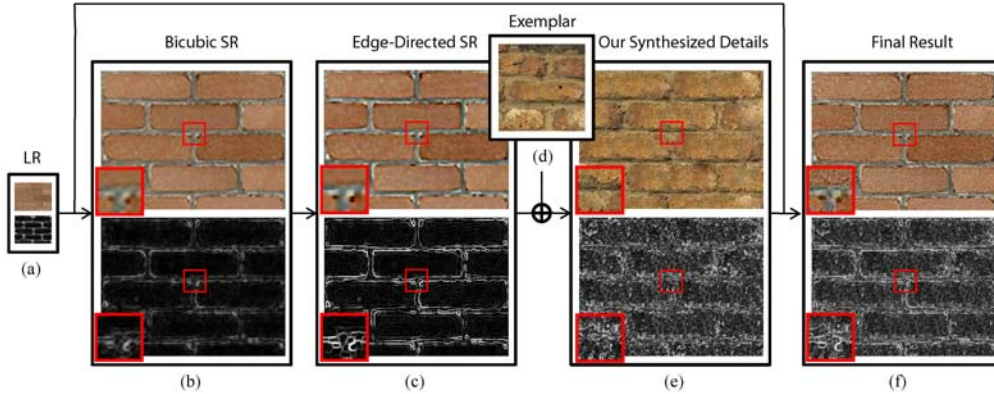 Exemplar
Bicubic SR
Edge-Directed SR
Our Synthesized Details
Final Result
LR
(d)
(a)
(b)
(c)
(e)
(f)